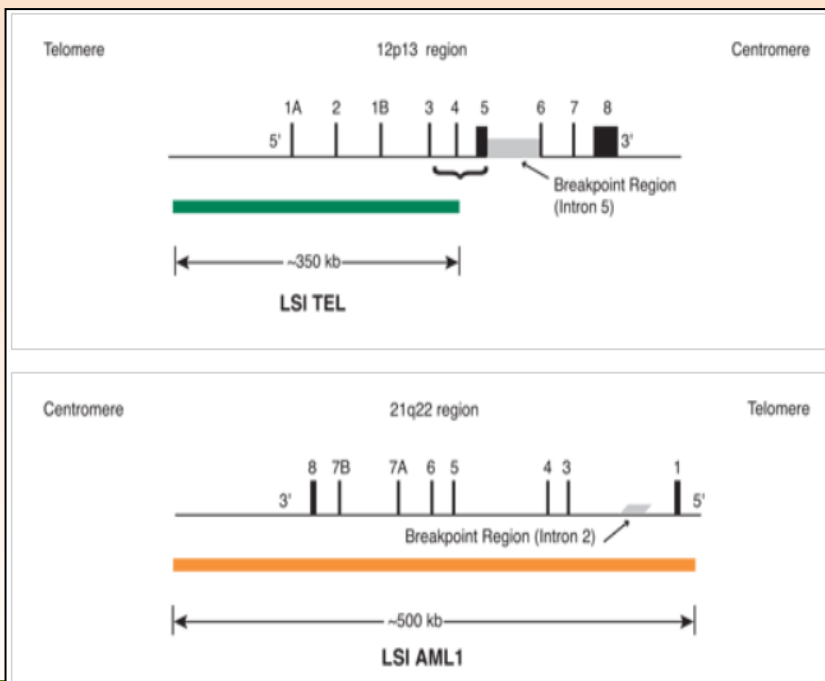 Telomere 12p13 region Centromere
1A 2 1B 3 4 5 6 7 8
5' 3'
Breakpoint Region
(Intron 5)
~350 kb
LSI TEL
Centromere 21q22 region Telomere
8 7B 7A 6 5 4 3 1
3' 5'
Breakpoint Region (Intron 2)
~500 kb
LSI AML1